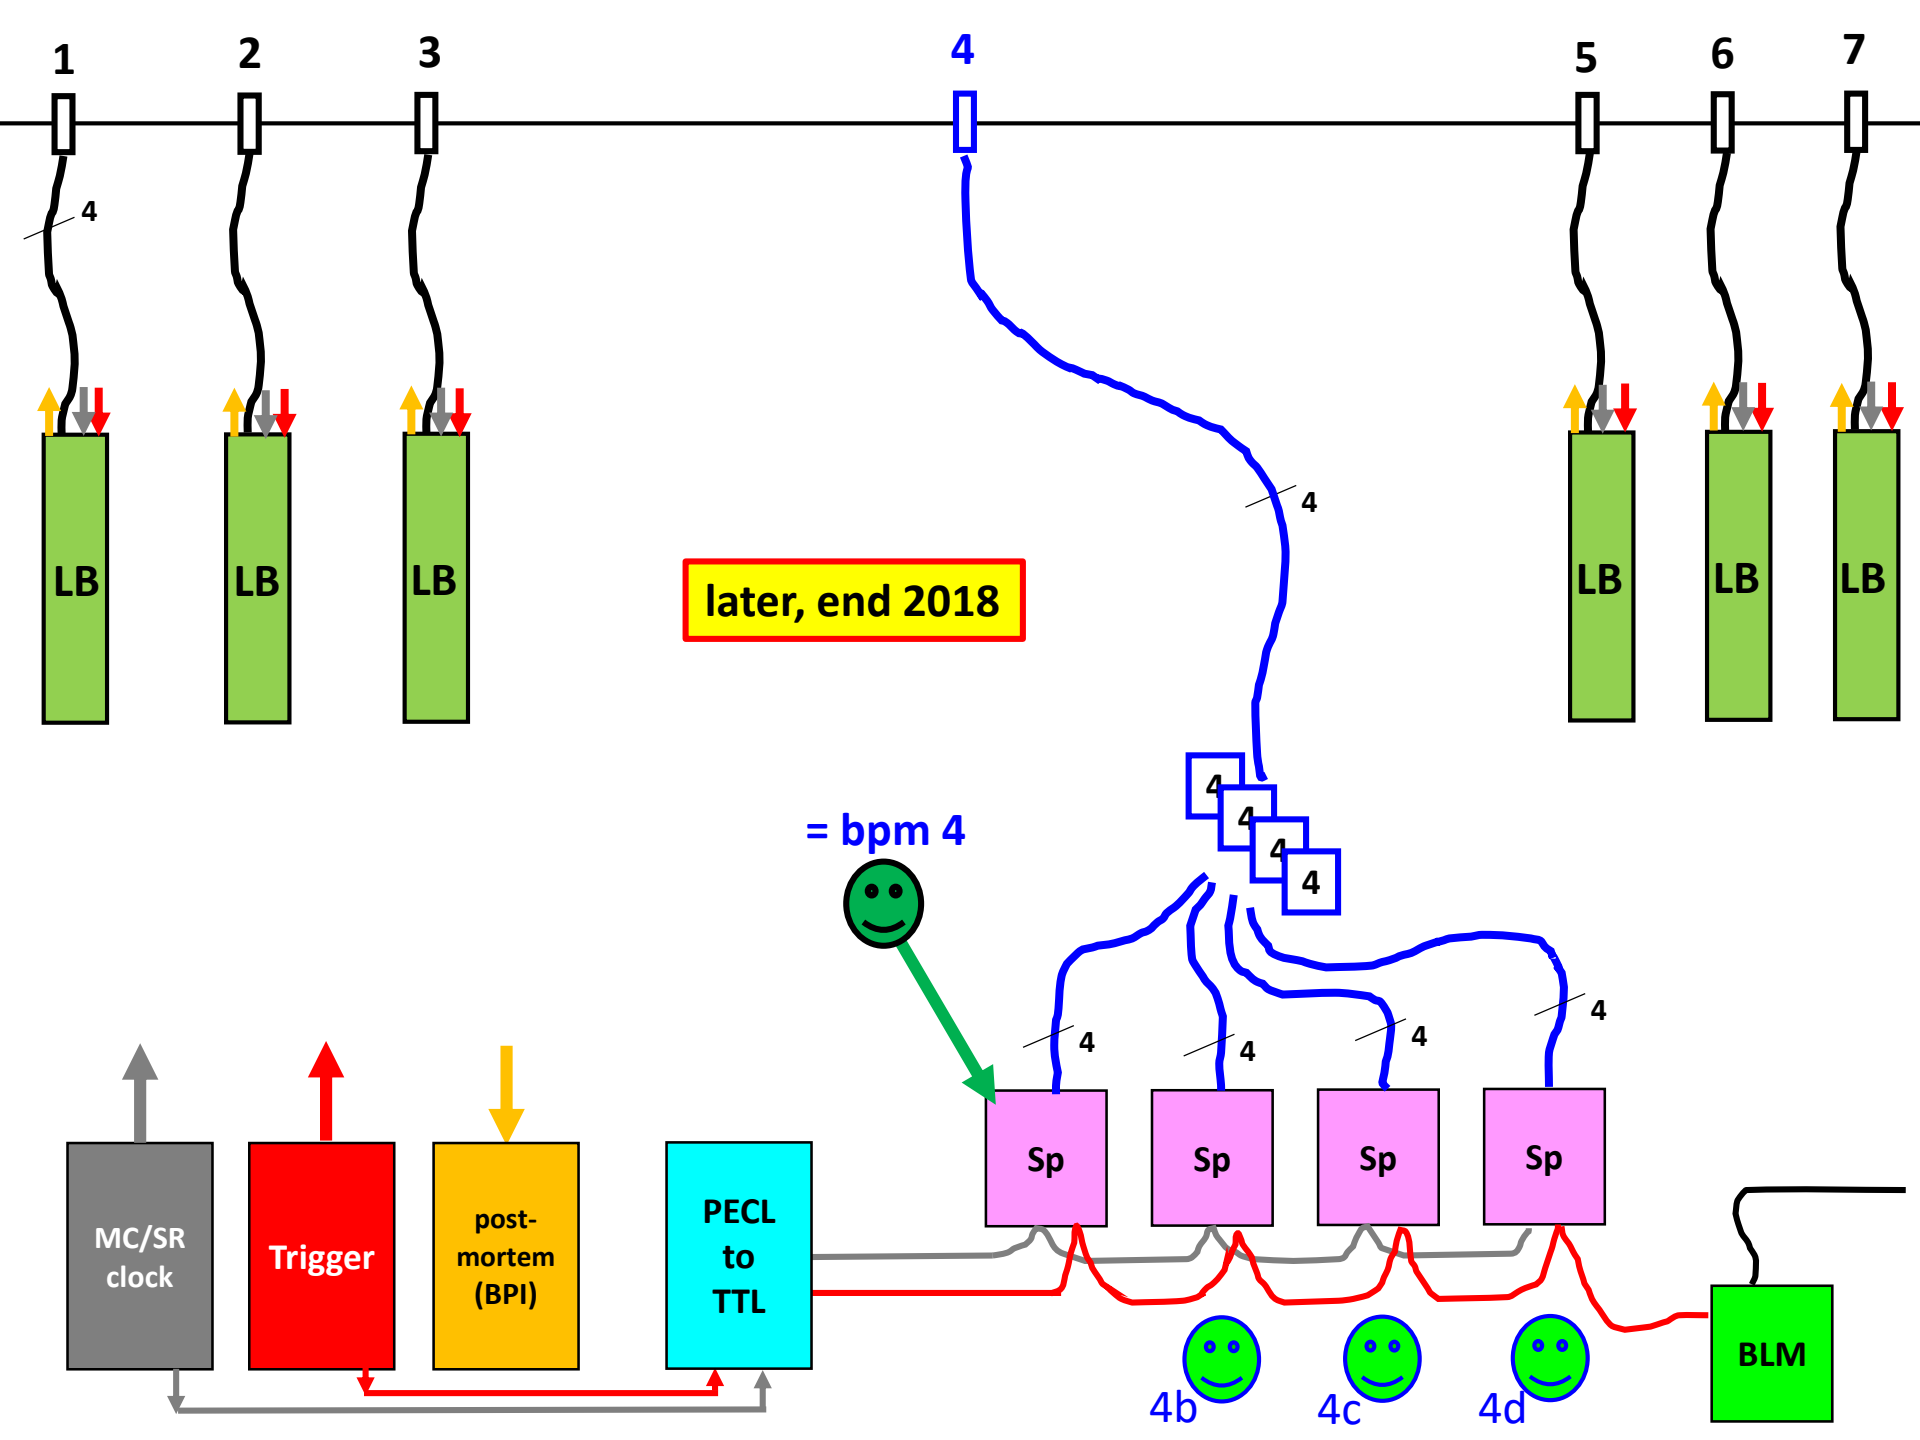 1
2
3
4
5
6
7
4
4
LB
LB
LB
LB
LB
LB
later, end 2018
4
4
4
4
= bpm 4
4
4
4
4
Sp
Sp
Sp
Sp
MC/SR
clock
Trigger
post-
mortem
(BPI)
PECL
to
TTL
BLM
4b
4c
4d